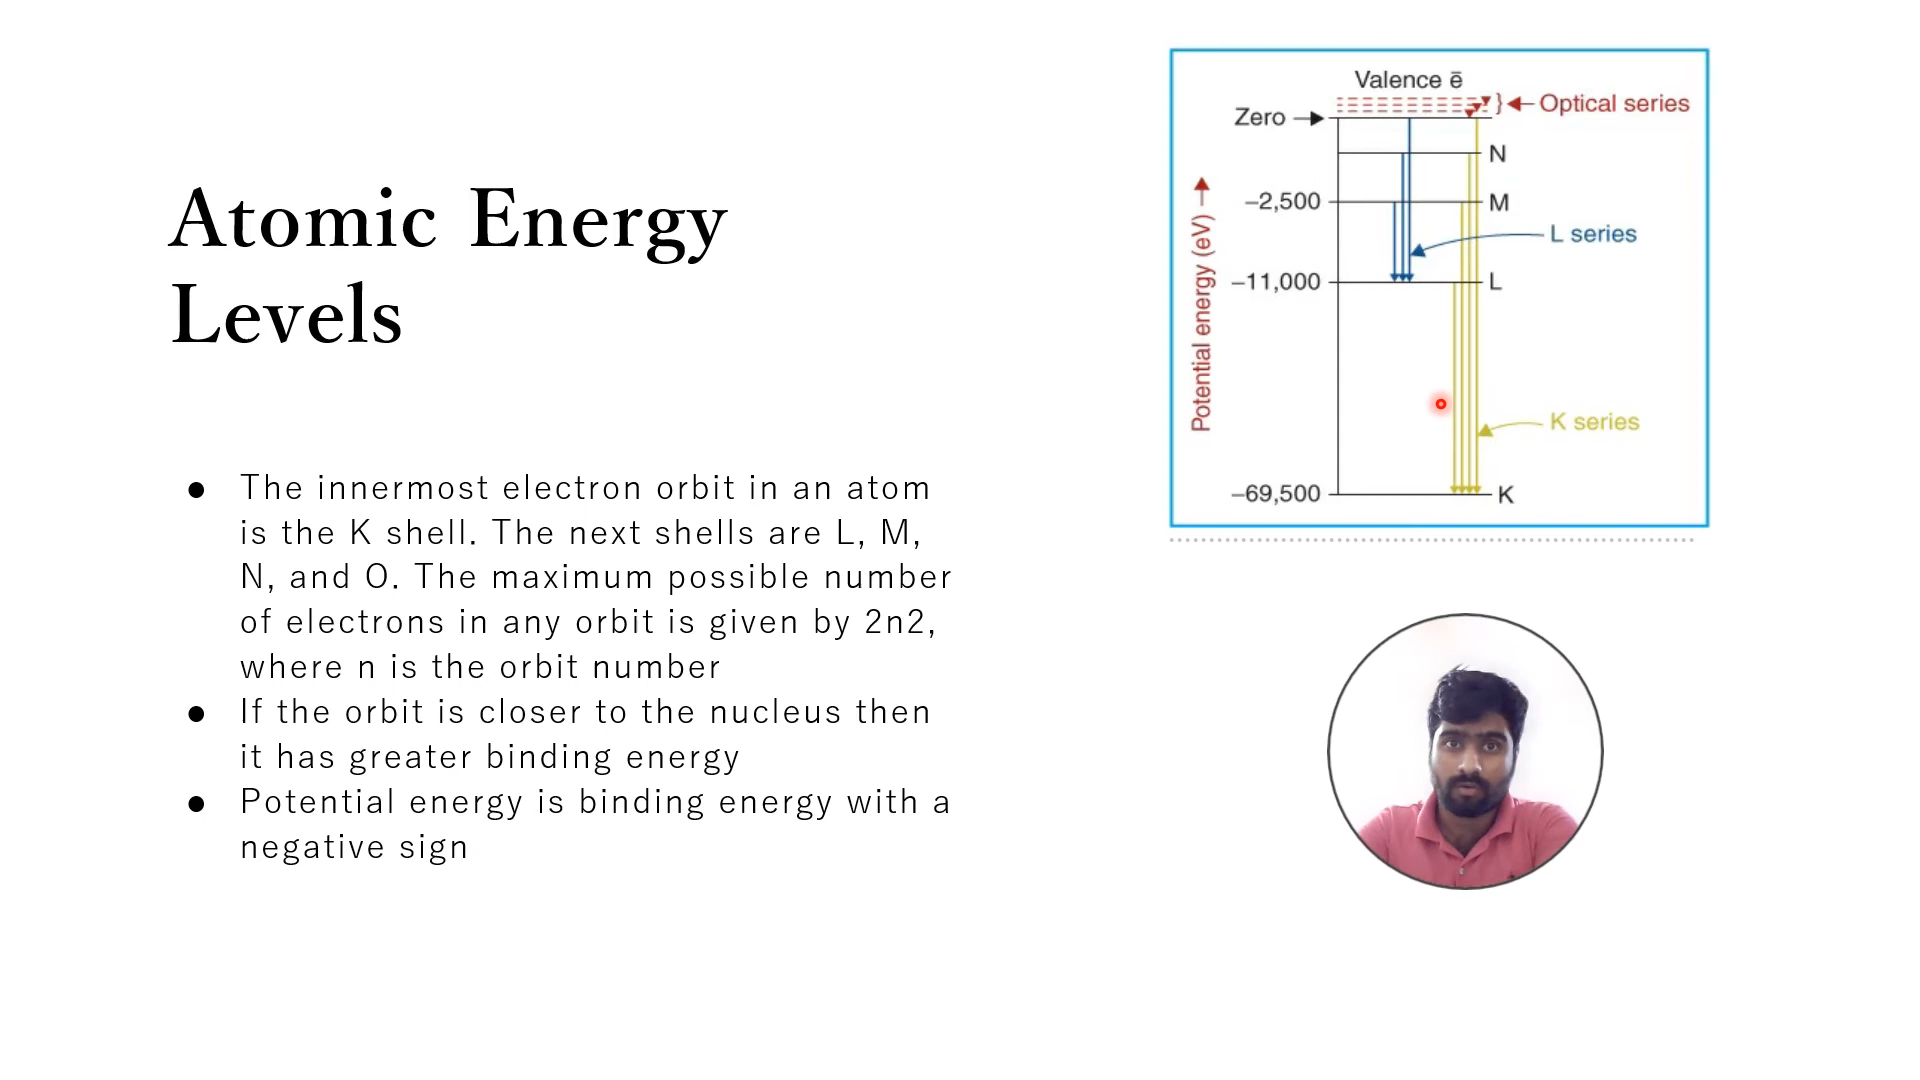 Atomic Energy
Levels
● The innermost electron orbit in an atom
is the K shell. The next shells are L, M,
N, and O. The maximum possible number
of electrons in any orbit is given by 2n2,
where n is the orbit number
● If the orbit is closer to the nucleus then
it has greater binding energy
● Potential energy is binding energy with a
negative sign
Valence ē
Optical series
Zero
N
–2,500
M
L series
–11,000
L
Potential energy (eV)
K series
–69,500
K